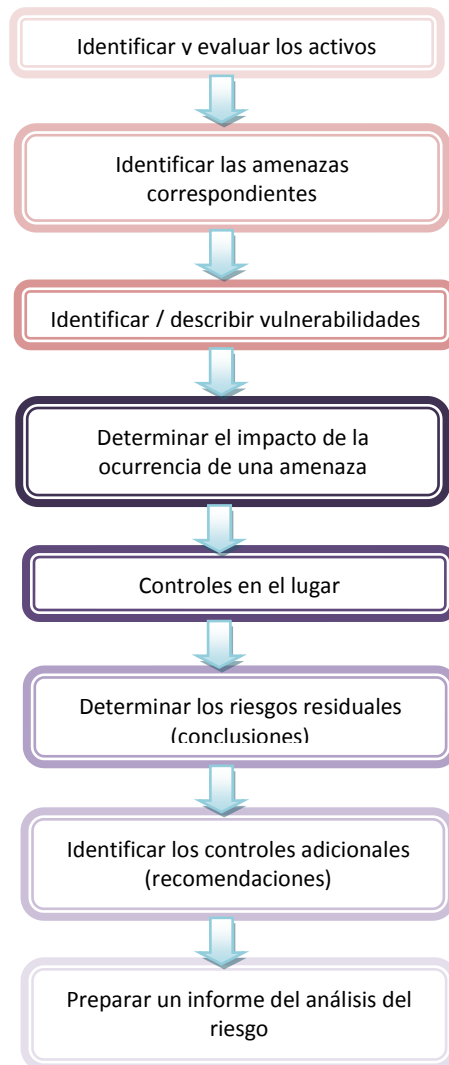 Identificar y evaluar los activos
Identificar las amenazas
correspondientes
Identificar / describir vulnerabilidades
Determinar el impacto de la
ocurrencia de una amenaza
Controles en el lugar
Determinar los riesgos residuales
(conclusiones)
Identificar los controles adicionales
(recomendaciones)
Preparar un informe del análisis del
riesgo